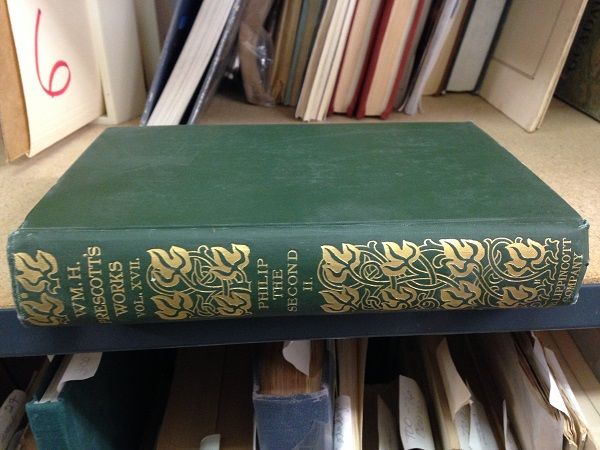 6
WM. H.
PRESCOTT'S
WORKS
VOL. XVII.
PHILIP
THE
SECOND
II.
J. B. LIPPINCOTT
COMPANY